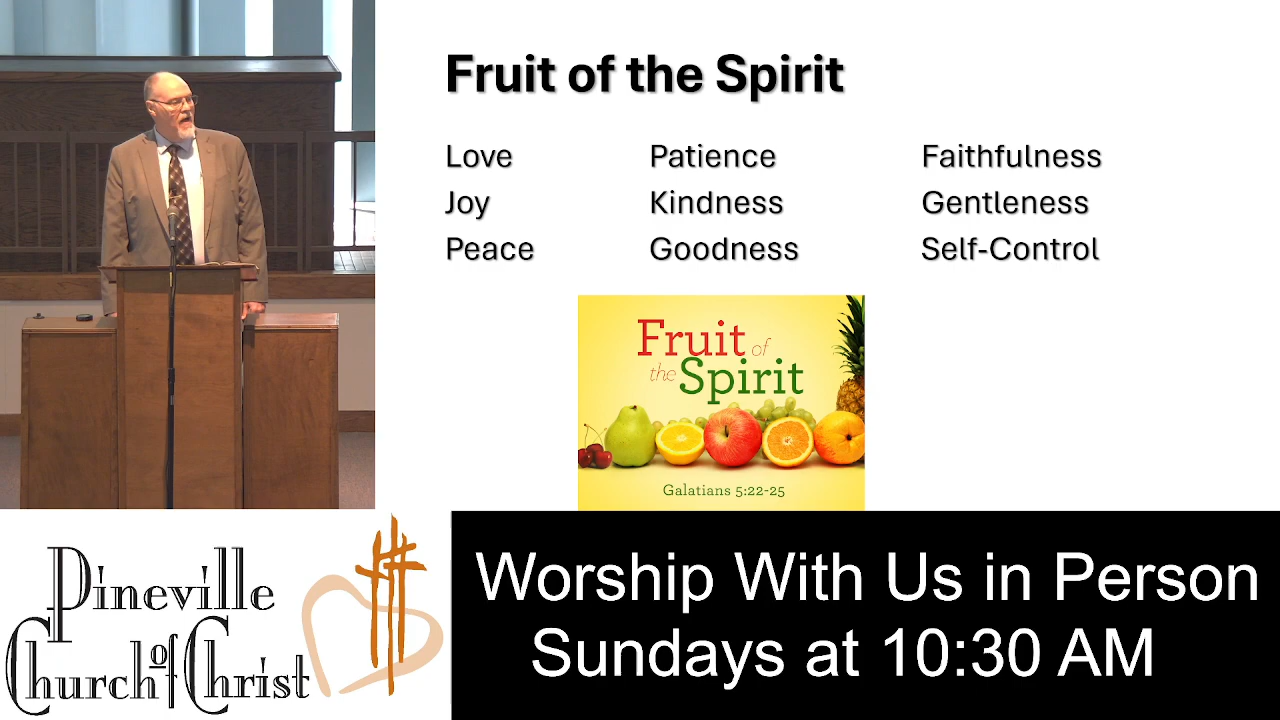 Fruit of the Spirit
Love Patience Faithfulness
Joy Kindness Gentleness
Peace Goodness Self-Control
Fruit of
the Spirit
Galatians 5:22-25
Pineville
Church of Christ
Worship With Us in Person
Sundays at 10:30 AM